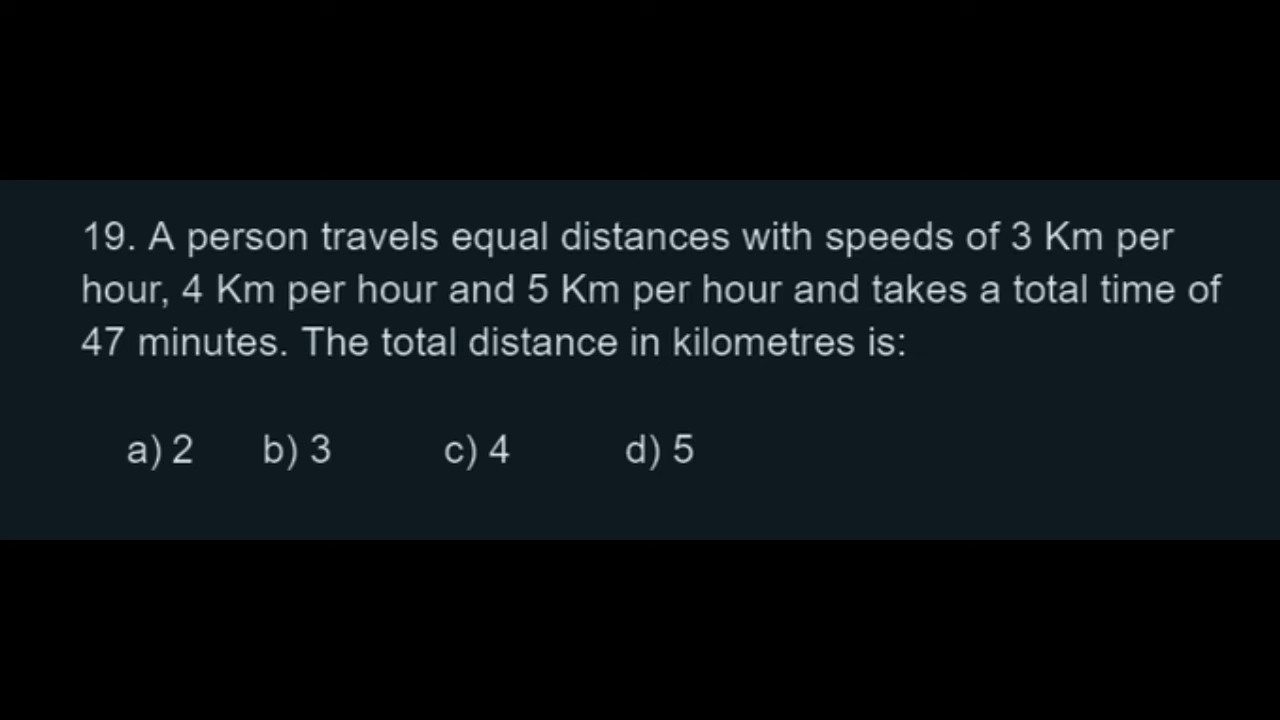 19. A person travels equal distances with speeds of 3 Km per
hour, 4 Km per hour and 5 Km per hour and takes a total time of
47 minutes. The total distance in kilometres is:
a) 2 b) 3 c) 4 d) 5